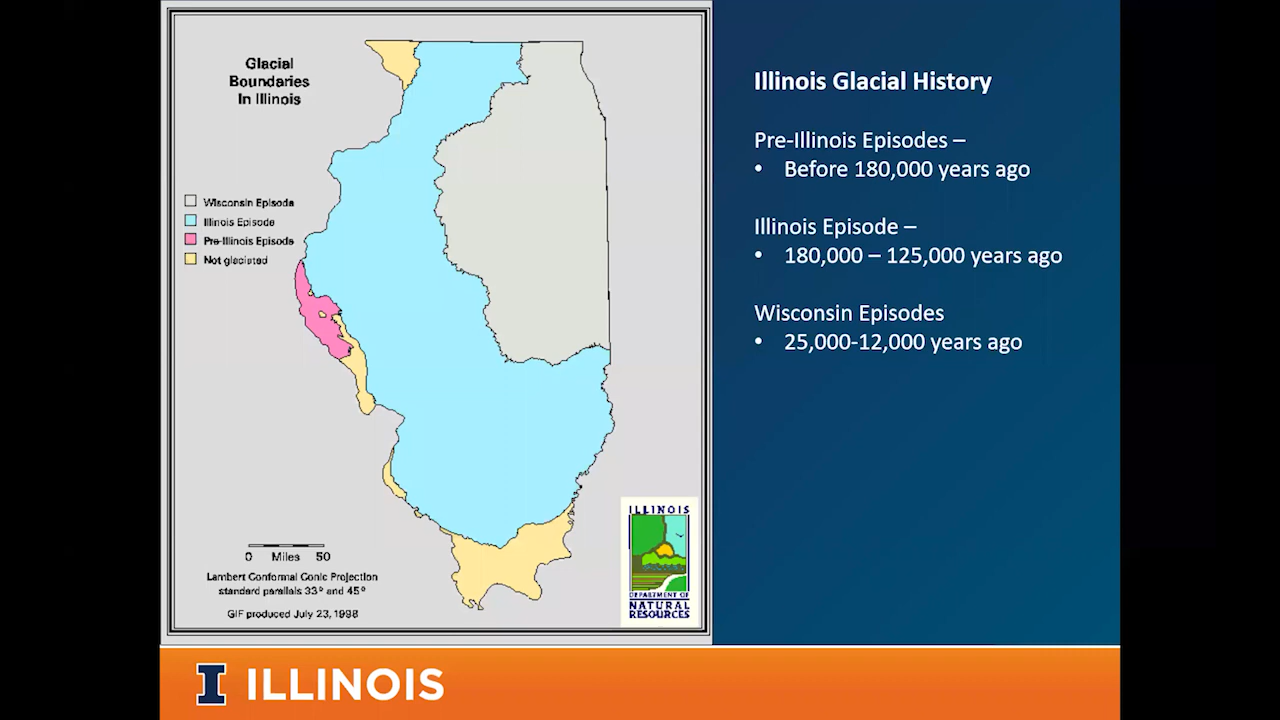 Glacial
Boundaries
In Illinois
Wisconsin Episode
Illinois Episode
Pre-Illinois Episode
Not glaciated
0 Miles 50
Lambert Conformal Conic Projection
standard parallels 33° and 45°
GIF produced July 23, 1998
ILLINOIS
DEPARTMENT OF
NATURAL
RESOURCES
Illinois Glacial History
Pre-Illinois Episodes –
• Before 180,000 years ago
Illinois Episode –
• 180,000 – 125,000 years ago
Wisconsin Episodes
• 25,000-12,000 years ago
I ILLINOIS